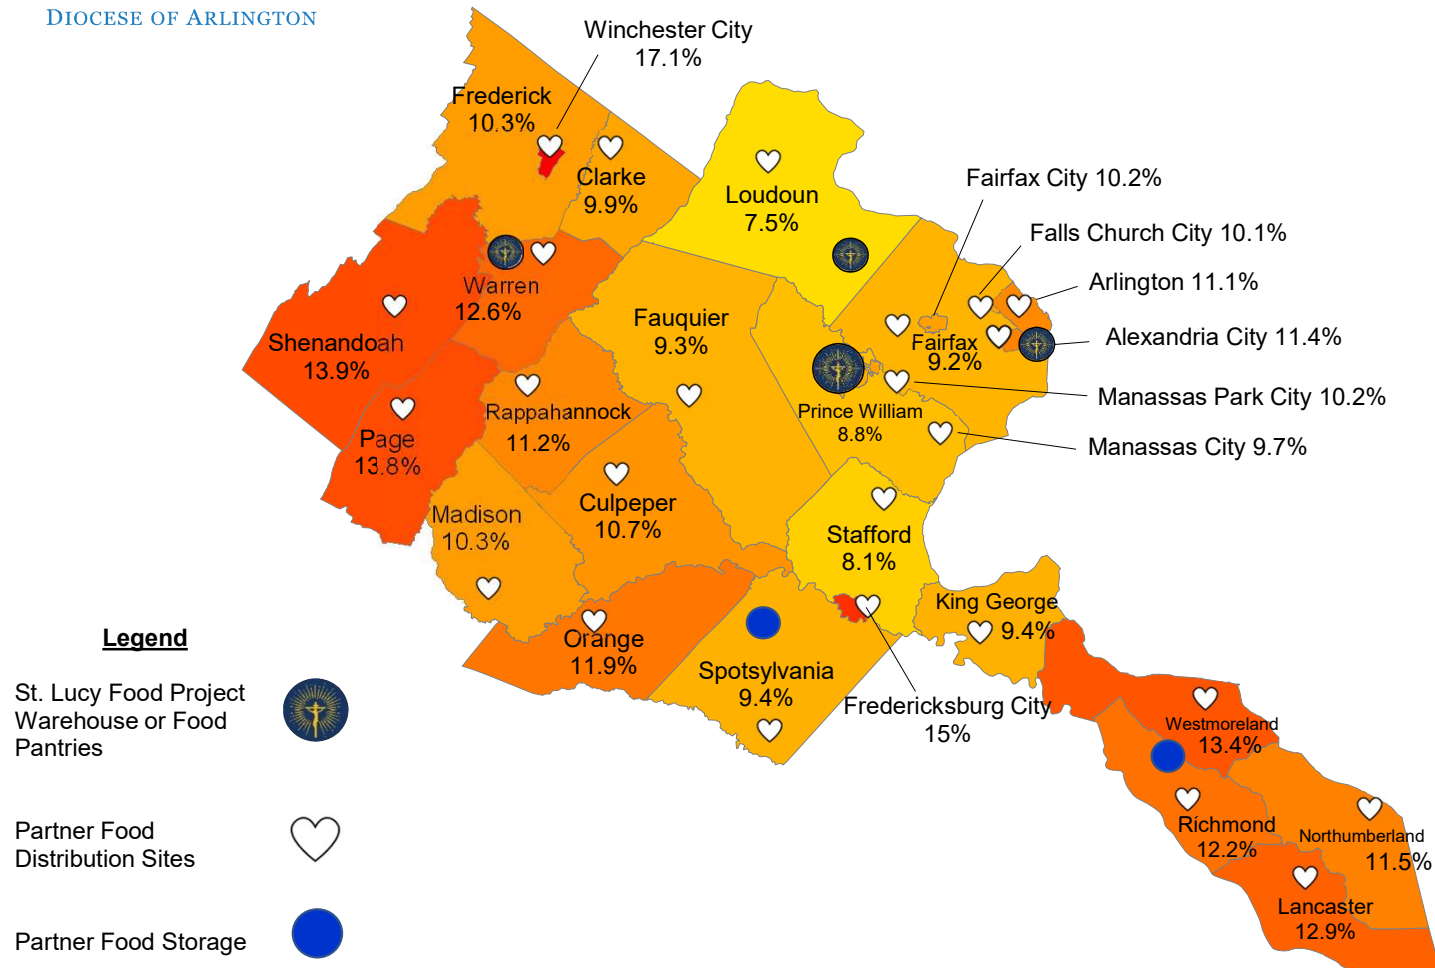 DIOCESE OF ARLINGTON
Winchester City
17.1%
Frederick
10.3%
Clarke
9.9%
Loudoun
7.5%
Fairfax City 10.2%
Falls Church City 10.1%
Arlington 11.1%
Alexandria City 11.4%
Manassas Park City 10.2%
Manassas City 9.7%
Warren
12.6%
Shenandoah
13.9%
Fauquier
9.3%
Fairfax
9.2%
Prince William
8.8%
Page
13.8%
Rappahannock
11.2%
Culpeper
10.7%
Madison
10.3%
Stafford
8.1%
King George
9.4%
Orange
11.9%
Spotsylvania
9.4%
Fredericksburg City
15%
Westmoreland
13.4%
Richmond
12.2%
Northumberland
11.5%
Lancaster
12.9%
Legend
St. Lucy Food Project
Warehouse or Food
Pantries
Partner Food
Distribution Sites
Partner Food Storage